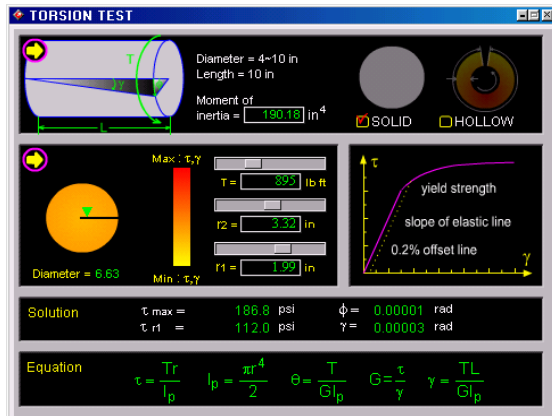 TORSION TEST
T
γ
L
Diameter = 4~10 in
Length = 10 in
Moment of
inertia = 190.18 in⁴
SOLID
HOLLOW
Max : τ,γ
Min : τ,γ
Diameter = 6.63
T = 895 lb ft
r2 = 3.32 in
r1 = 1.99 in
τ
yield strength
slope of elastic line
0.2% offset line
γ
Solution
τ max = 186.8 psi ϕ = 0.00001 rad
τ r1 = 112.0 psi γ = 0.00003 rad
Equation
τ = Tr/Ip Ip = πr⁴/2 θ = T/GIp G = τ/γ γ = TL/GIp